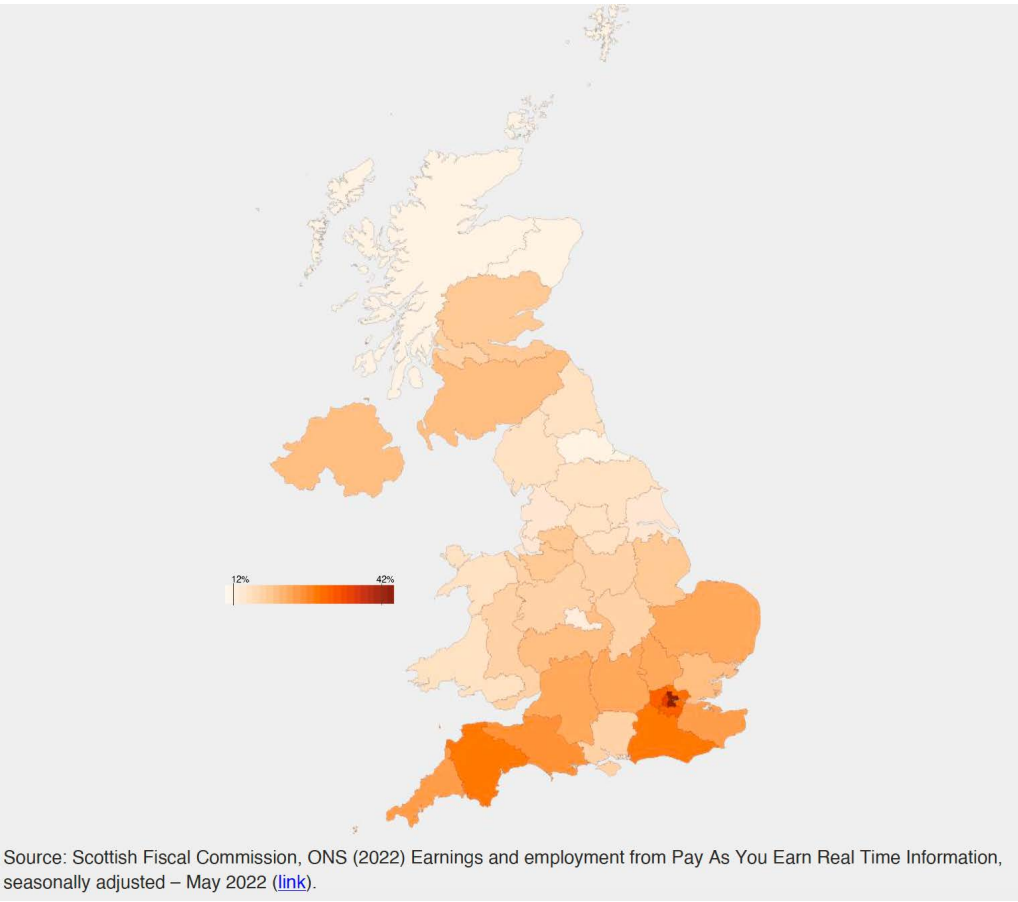 12% 42%
Source: Scottish Fiscal Commission, ONS (2022) Earnings and employment from Pay As You Earn Real Time Information,
seasonally adjusted – May 2022 (link).